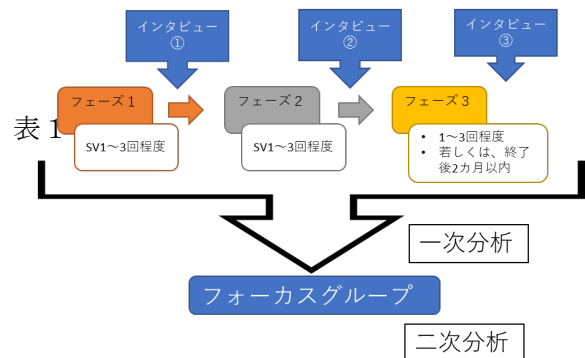 インタビュー
①
インタビュー
②
インタビュー
③
フェーズ1
フェーズ2
フェーズ3
表1
SV1～3回程度
SV1～3回程度
• 1～3回程度
• 若しくは、終了
後2カ月以内
一次分析
フォーカスグループ
二次分析